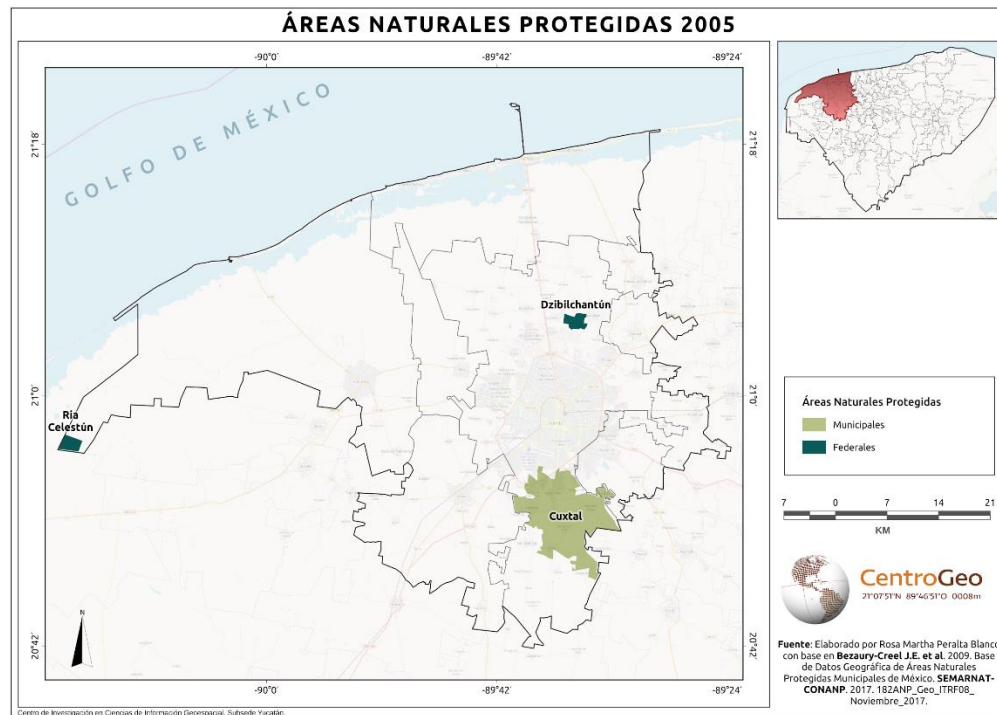 ÁREAS NATURALES PROTEGIDAS 2005
-90°0'
-89°42'
-89°24'
GOLFO DE MÉXICO
21°18'
21°18'
Dzibilchantún
21°0'
21°0'
Ría
Celestún
Cuxtal
20°42'
20°42'
N
-90°0'
-89°42'
-89°24'
Áreas Naturales Protegidas
Municipales
Federales
7 0 7 14 21
KM
CentroGeo
21°07'51"N 89°46'51"O 0008m
Fuente: Elaborado por Rosa Martha Peralta Blanco
con base en Bezaury-Creel J.E. et al. 2009. Base
de Datos Geográfica de Áreas Naturales
Protegidas Municipales de México. SEMARNAT-
CONANP. 2017. 182ANP_Geo_ITRF08_
Noviembre_2017.
Centro de Investigación en Ciencias de Información Geoespacial, Subsede Yucatán.